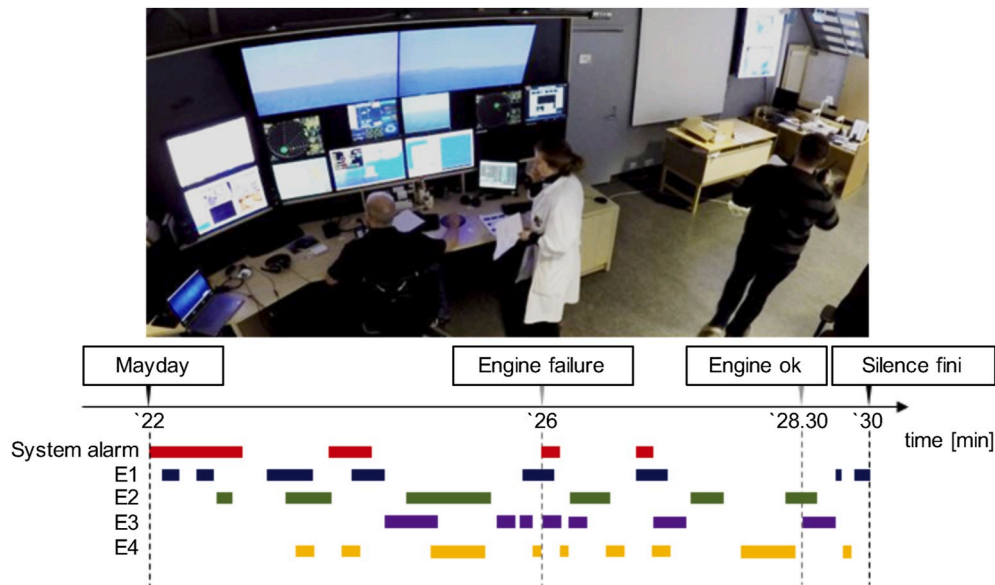 Mayday
Engine failure
Engine ok
Silence fini
`22
`26
`28.30
`30
time [min]
System alarm
E1
E2
E3
E4